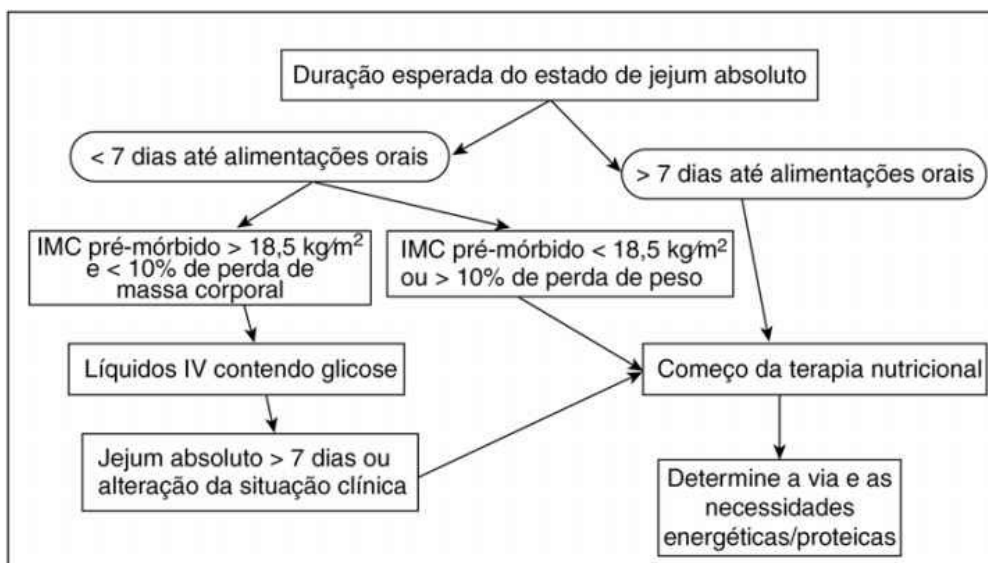 Duração esperada do estado de jejum absoluto
< 7 dias até alimentações orais
> 7 dias até alimentações orais
IMC pré-mórbido > 18,5 kg/m²
e < 10% de perda de
massa corporal
IMC pré-mórbido < 18,5 kg/m²
ou > 10% de perda de peso
Líquidos IV contendo glicose
Começo da terapia nutricional
Jejum absoluto > 7 dias ou
alteração da situação clínica
Determine a via e as
necessidades
energéticas/proteicas